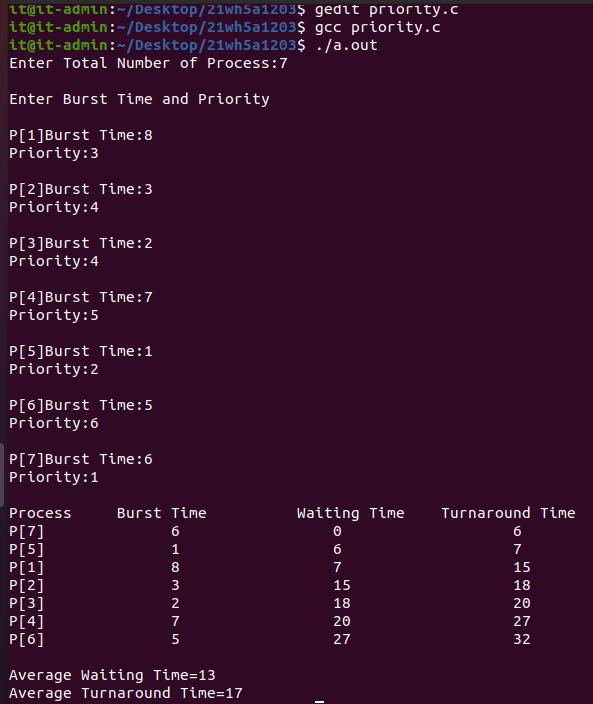 it@it-admin:~/Desktop/21wh5a1203$ gedit priority.c
it@it-admin:~/Desktop/21wh5a1203$ gcc priority.c
it@it-admin:~/Desktop/21wh5a1203$ ./a.out
Enter Total Number of Process:7
Enter Burst Time and Priority
P[1]Burst Time:8
Priority:3
P[2]Burst Time:3
Priority:4
P[3]Burst Time:2
Priority:4
P[4]Burst Time:7
Priority:5
P[5]Burst Time:1
Priority:2
P[6]Burst Time:5
Priority:6
P[7]Burst Time:6
Priority:1
Process Burst Time Waiting Time Turnaround Time
P[7] 6 0 6
P[5] 1 6 7
P[1] 8 7 15
P[2] 3 15 18
P[3] 2 18 20
P[4] 7 20 27
P[6] 5 27 32
Average Waiting Time=13
Average Turnaround Time=17